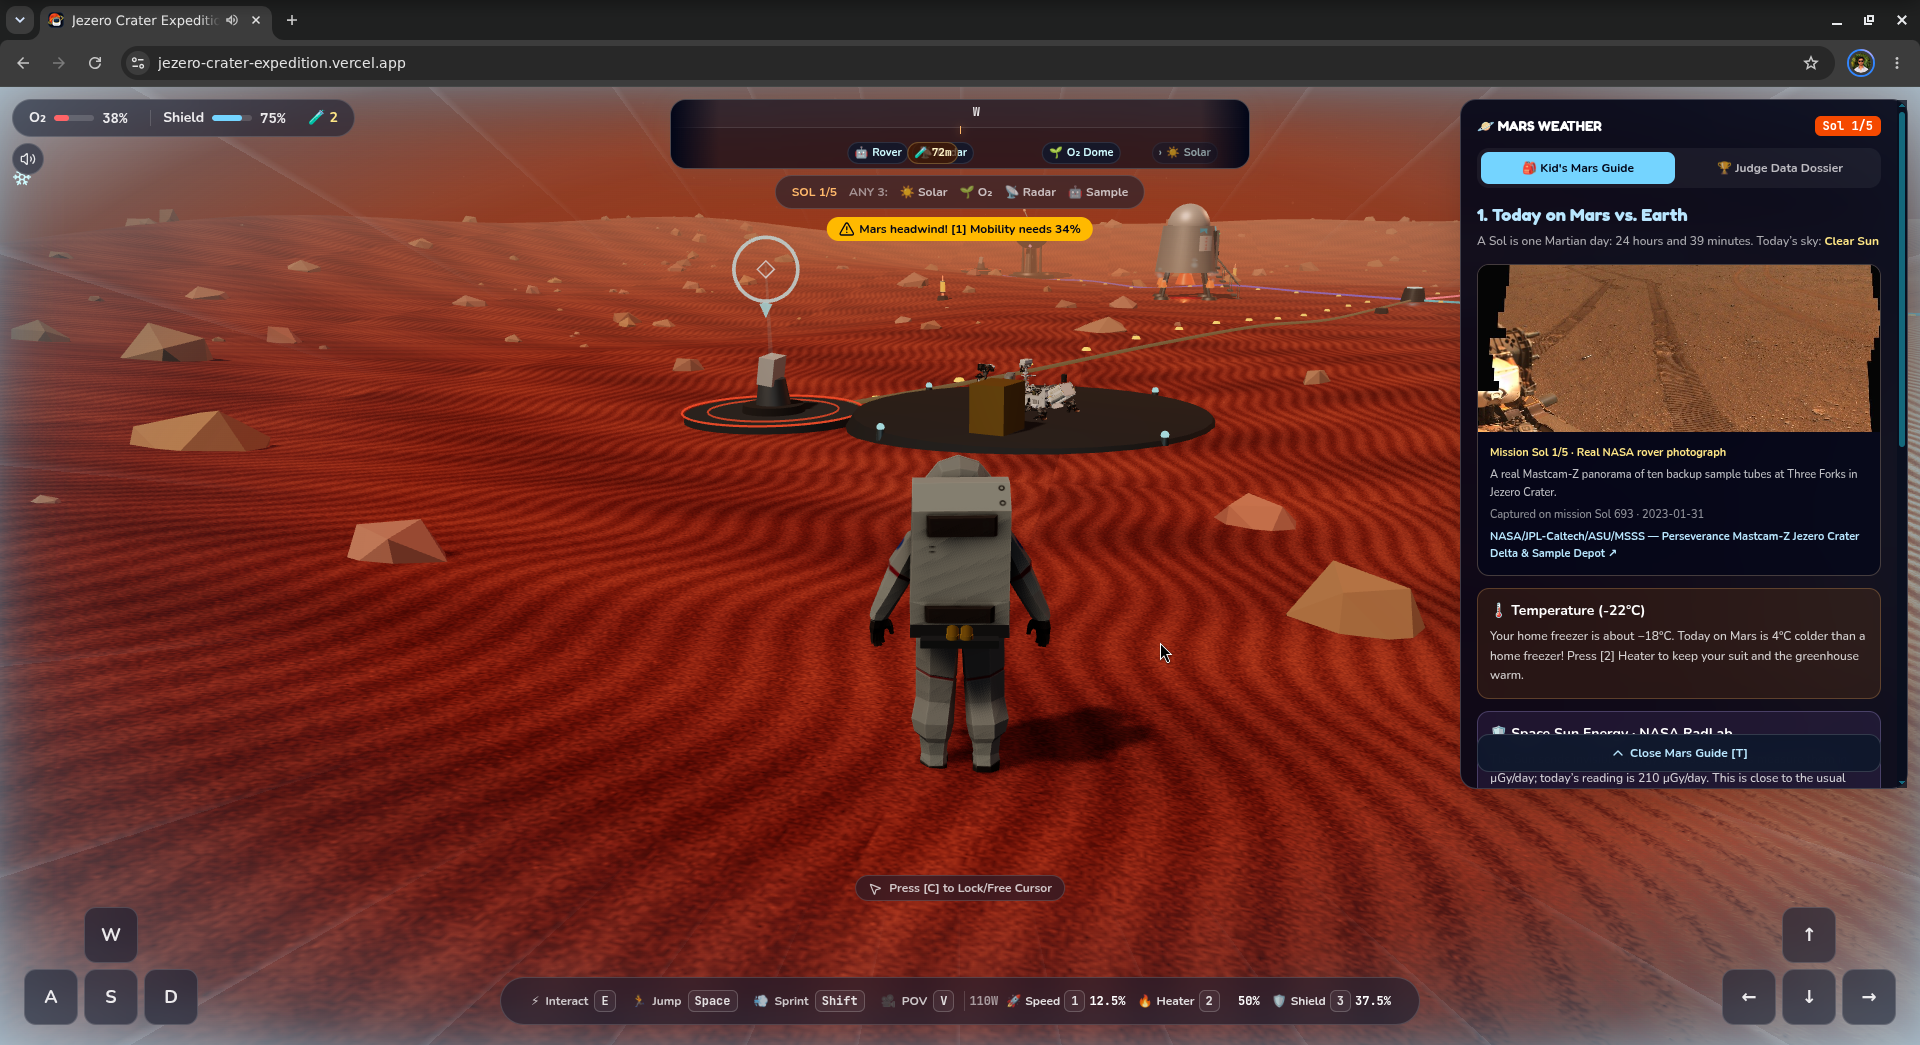 Jezero Crater Expeditio
jezero-crater-expedition.vercel.app
O₂ 38% Shield 75% 2
W
Rover 72m ar O₂ Dome › Solar
SOL 1/5 ANY 3: Solar O₂ Radar Sample
Mars headwind! [1] Mobility needs 34%
MARS WEATHER Sol 1/5
Kid's Mars Guide Judge Data Dossier
1. Today on Mars vs. Earth
A Sol is one Martian day: 24 hours and 39 minutes. Today's sky: Clear Sun
Mission Sol 1/5 · Real NASA rover photograph
A real Mastcam-Z panorama of ten backup sample tubes at Three Forks in
Jezero Crater.
Captured on mission Sol 693 · 2023-01-31
NASA/JPL-Caltech/ASU/MSSS — Perseverance Mastcam-Z Jezero Crater
Delta & Sample Depot ↗
Temperature (-22°C)
Your home freezer is about −18°C. Today on Mars is 4°C colder than a
home freezer! Press [2] Heater to keep your suit and the greenhouse
warm.
Space Sun Energy · NASA RadLab
Close Mars Guide [T]
μGy/day; today's reading is 210 μGy/day. This is close to the usual
Press [C] to Lock/Free Cursor
W
A S D
Interact E Jump Space Sprint Shift POV V 110W Speed 1 12.5% Heater 2 50% Shield 3 37.5%
↑
← ↓ →